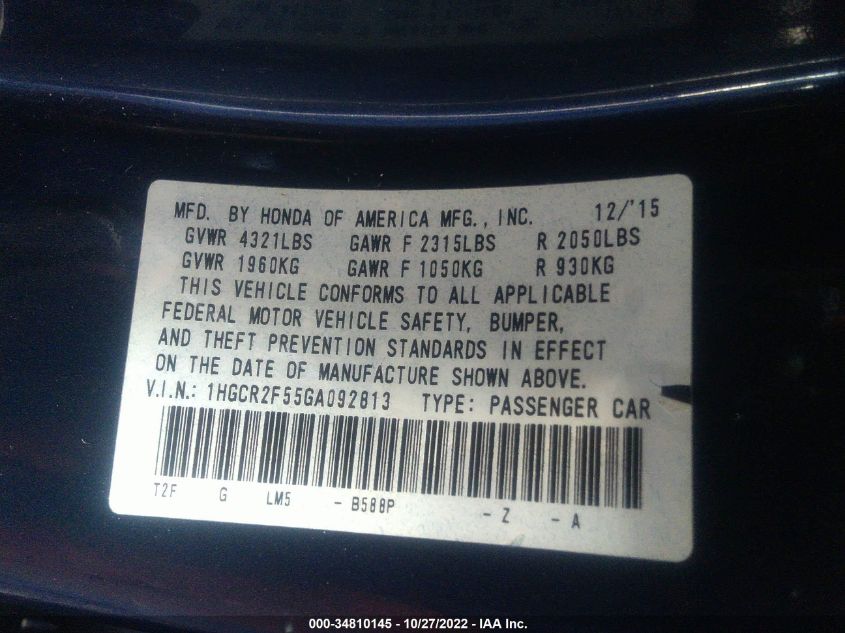 MFD. BY HONDA OF AMERICA MFG., INC. 12/'15
GVWR 4321LBS GAWR F 2315LBS R 2050LBS
GVWR 1960KG GAWR F 1050KG R 930KG
THIS VEHICLE CONFORMS TO ALL APPLICABLE
FEDERAL MOTOR VEHICLE SAFETY, BUMPER,
AND THEFT PREVENTION STANDARDS IN EFFECT
ON THE DATE OF MANUFACTURE SHOWN ABOVE.
V.I.N.: 1HGCR2F55GA092813 TYPE: PASSENGER CAR
T2F G LM5 - B588P - Z - A
000-34810145 - 10/27/2022 - IAA Inc.